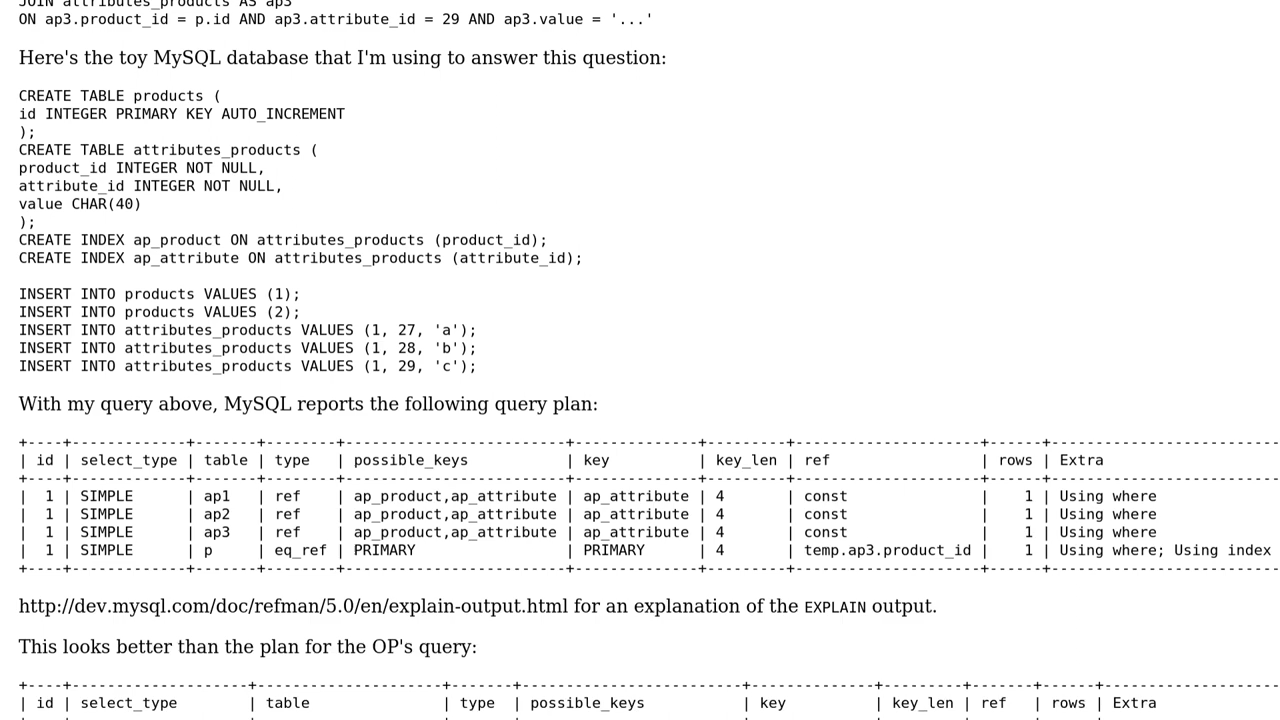 JOIN attributes_products AS ap3
ON ap3.product_id = p.id AND ap3.attribute_id = 29 AND ap3.value = '...'
Here's the toy MySQL database that I'm using to answer this question:
CREATE TABLE products (
id INTEGER PRIMARY KEY AUTO_INCREMENT
);
CREATE TABLE attributes_products (
product_id INTEGER NOT NULL,
attribute_id INTEGER NOT NULL,
value CHAR(40)
);
CREATE INDEX ap_product ON attributes_products (product_id);
CREATE INDEX ap_attribute ON attributes_products (attribute_id);
INSERT INTO products VALUES (1);
INSERT INTO products VALUES (2);
INSERT INTO attributes_products VALUES (1, 27, 'a');
INSERT INTO attributes_products VALUES (1, 28, 'b');
INSERT INTO attributes_products VALUES (1, 29, 'c');
With my query above, MySQL reports the following query plan:
+----+-------------+-------+--------+-------------------------+--------------+---------+---------------------+------+--------------------------
| id | select_type | table | type   | possible_keys           | key          | key_len | ref                 | rows | Extra
+----+-------------+-------+--------+-------------------------+--------------+---------+---------------------+------+--------------------------
|  1 | SIMPLE      | ap1   | ref    | ap_product,ap_attribute | ap_attribute | 4       | const               |    1 | Using where
|  1 | SIMPLE      | ap2   | ref    | ap_product,ap_attribute | ap_attribute | 4       | const               |    1 | Using where
|  1 | SIMPLE      | ap3   | ref    | ap_product,ap_attribute | ap_attribute | 4       | const               |    1 | Using where
|  1 | SIMPLE      | p     | eq_ref | PRIMARY                 | PRIMARY      | 4       | temp.ap3.product_id |    1 | Using where; Using index
+----+-------------+-------+--------+-------------------------+--------------+---------+---------------------+------+--------------------------
http://dev.mysql.com/doc/refman/5.0/en/explain-output.html for an explanation of the EXPLAIN output.
This looks better than the plan for the OP's query:
+----+--------------------+---------------------+------+-------------------------+--------------+---------+------+------+--------------------
| id | select_type        | table               | type | possible_keys           | key          | key_len | ref  | rows | Extra